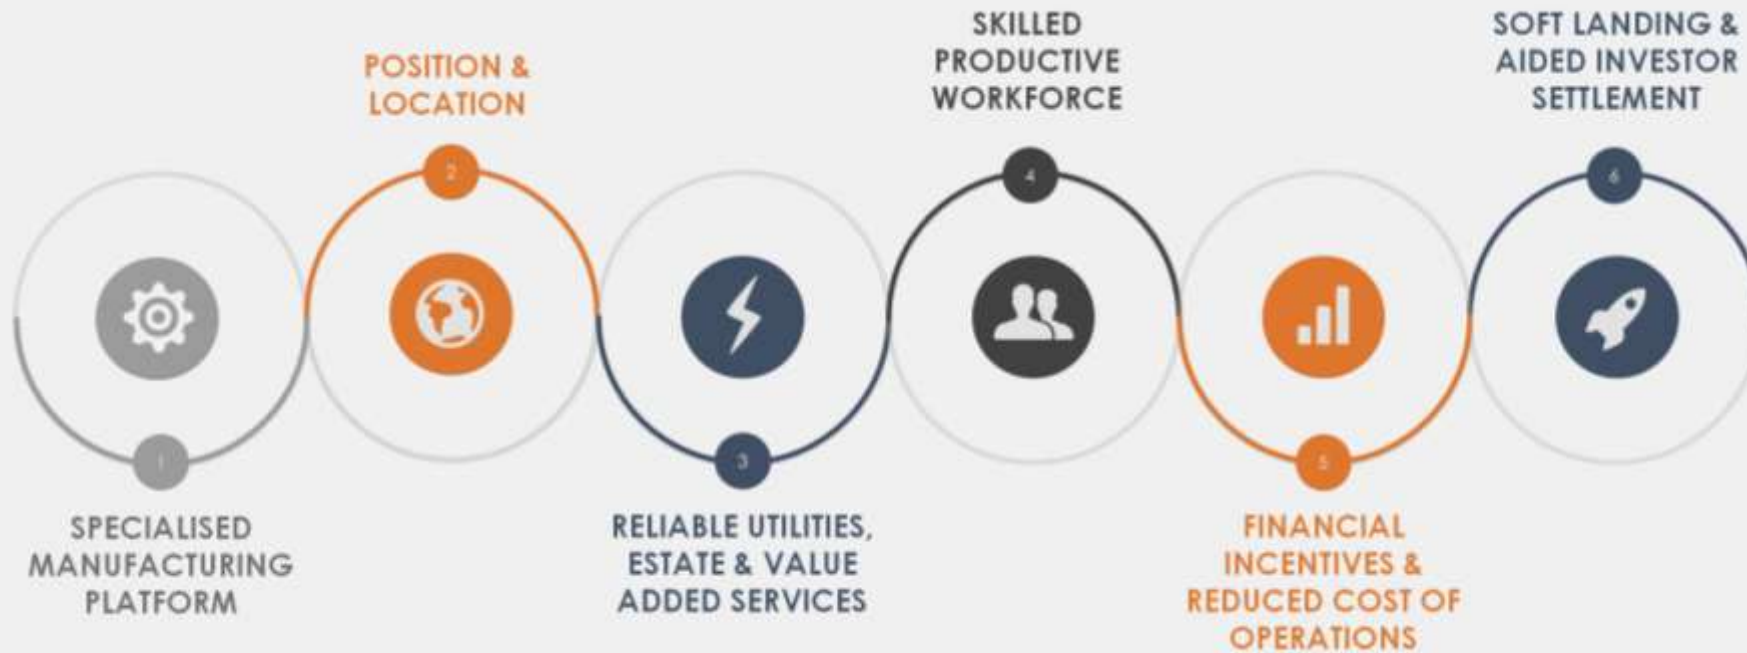 1
SPECIALISED
MANUFACTURING
PLATFORM
POSITION &
LOCATION
2
3
RELIABLE UTILITIES,
ESTATE & VALUE
ADDED SERVICES
SKILLED
PRODUCTIVE
WORKFORCE
4
5
FINANCIAL
INCENTIVES &
REDUCED COST OF
OPERATIONS
SOFT LANDING &
AIDED INVESTOR
SETTLEMENT
6